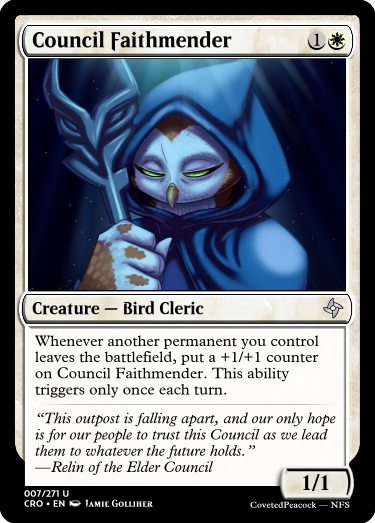 Council Faithmender 1
Creature — Bird Cleric
Whenever another permanent you control
leaves the battlefield, put a +1/+1 counter
on Council Faithmender. This ability
triggers only once each turn.
“This outpost is falling apart, and our only hope
is for our people to trust this Council as we lead
them to whatever the future holds.”
—Relin of the Elder Council
1/1
007/271 U
CRO • EN Jamie Golliher
CovetedPeacock — NFS